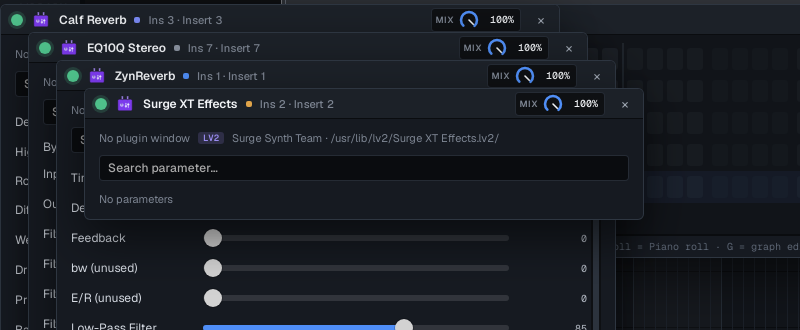 Calf Reverb Ins 3 · Insert 3 MIX 100% ×
EQ10Q Stereo Ins 7 · Insert 7 MIX 100% ×
ZynReverb Ins 1 · Insert 1 MIX 100% ×
Surge XT Effects Ins 2 · Insert 2 MIX 100% ×
No plugin window LV2 Surge Synth Team · /usr/lib/lv2/Surge XT Effects.lv2/
Search parameter...
No parameters
Feedback 0
bw (unused) 0
E/R (unused) 0
Low-Pass Filter 85
= Piano roll · G = graph ed